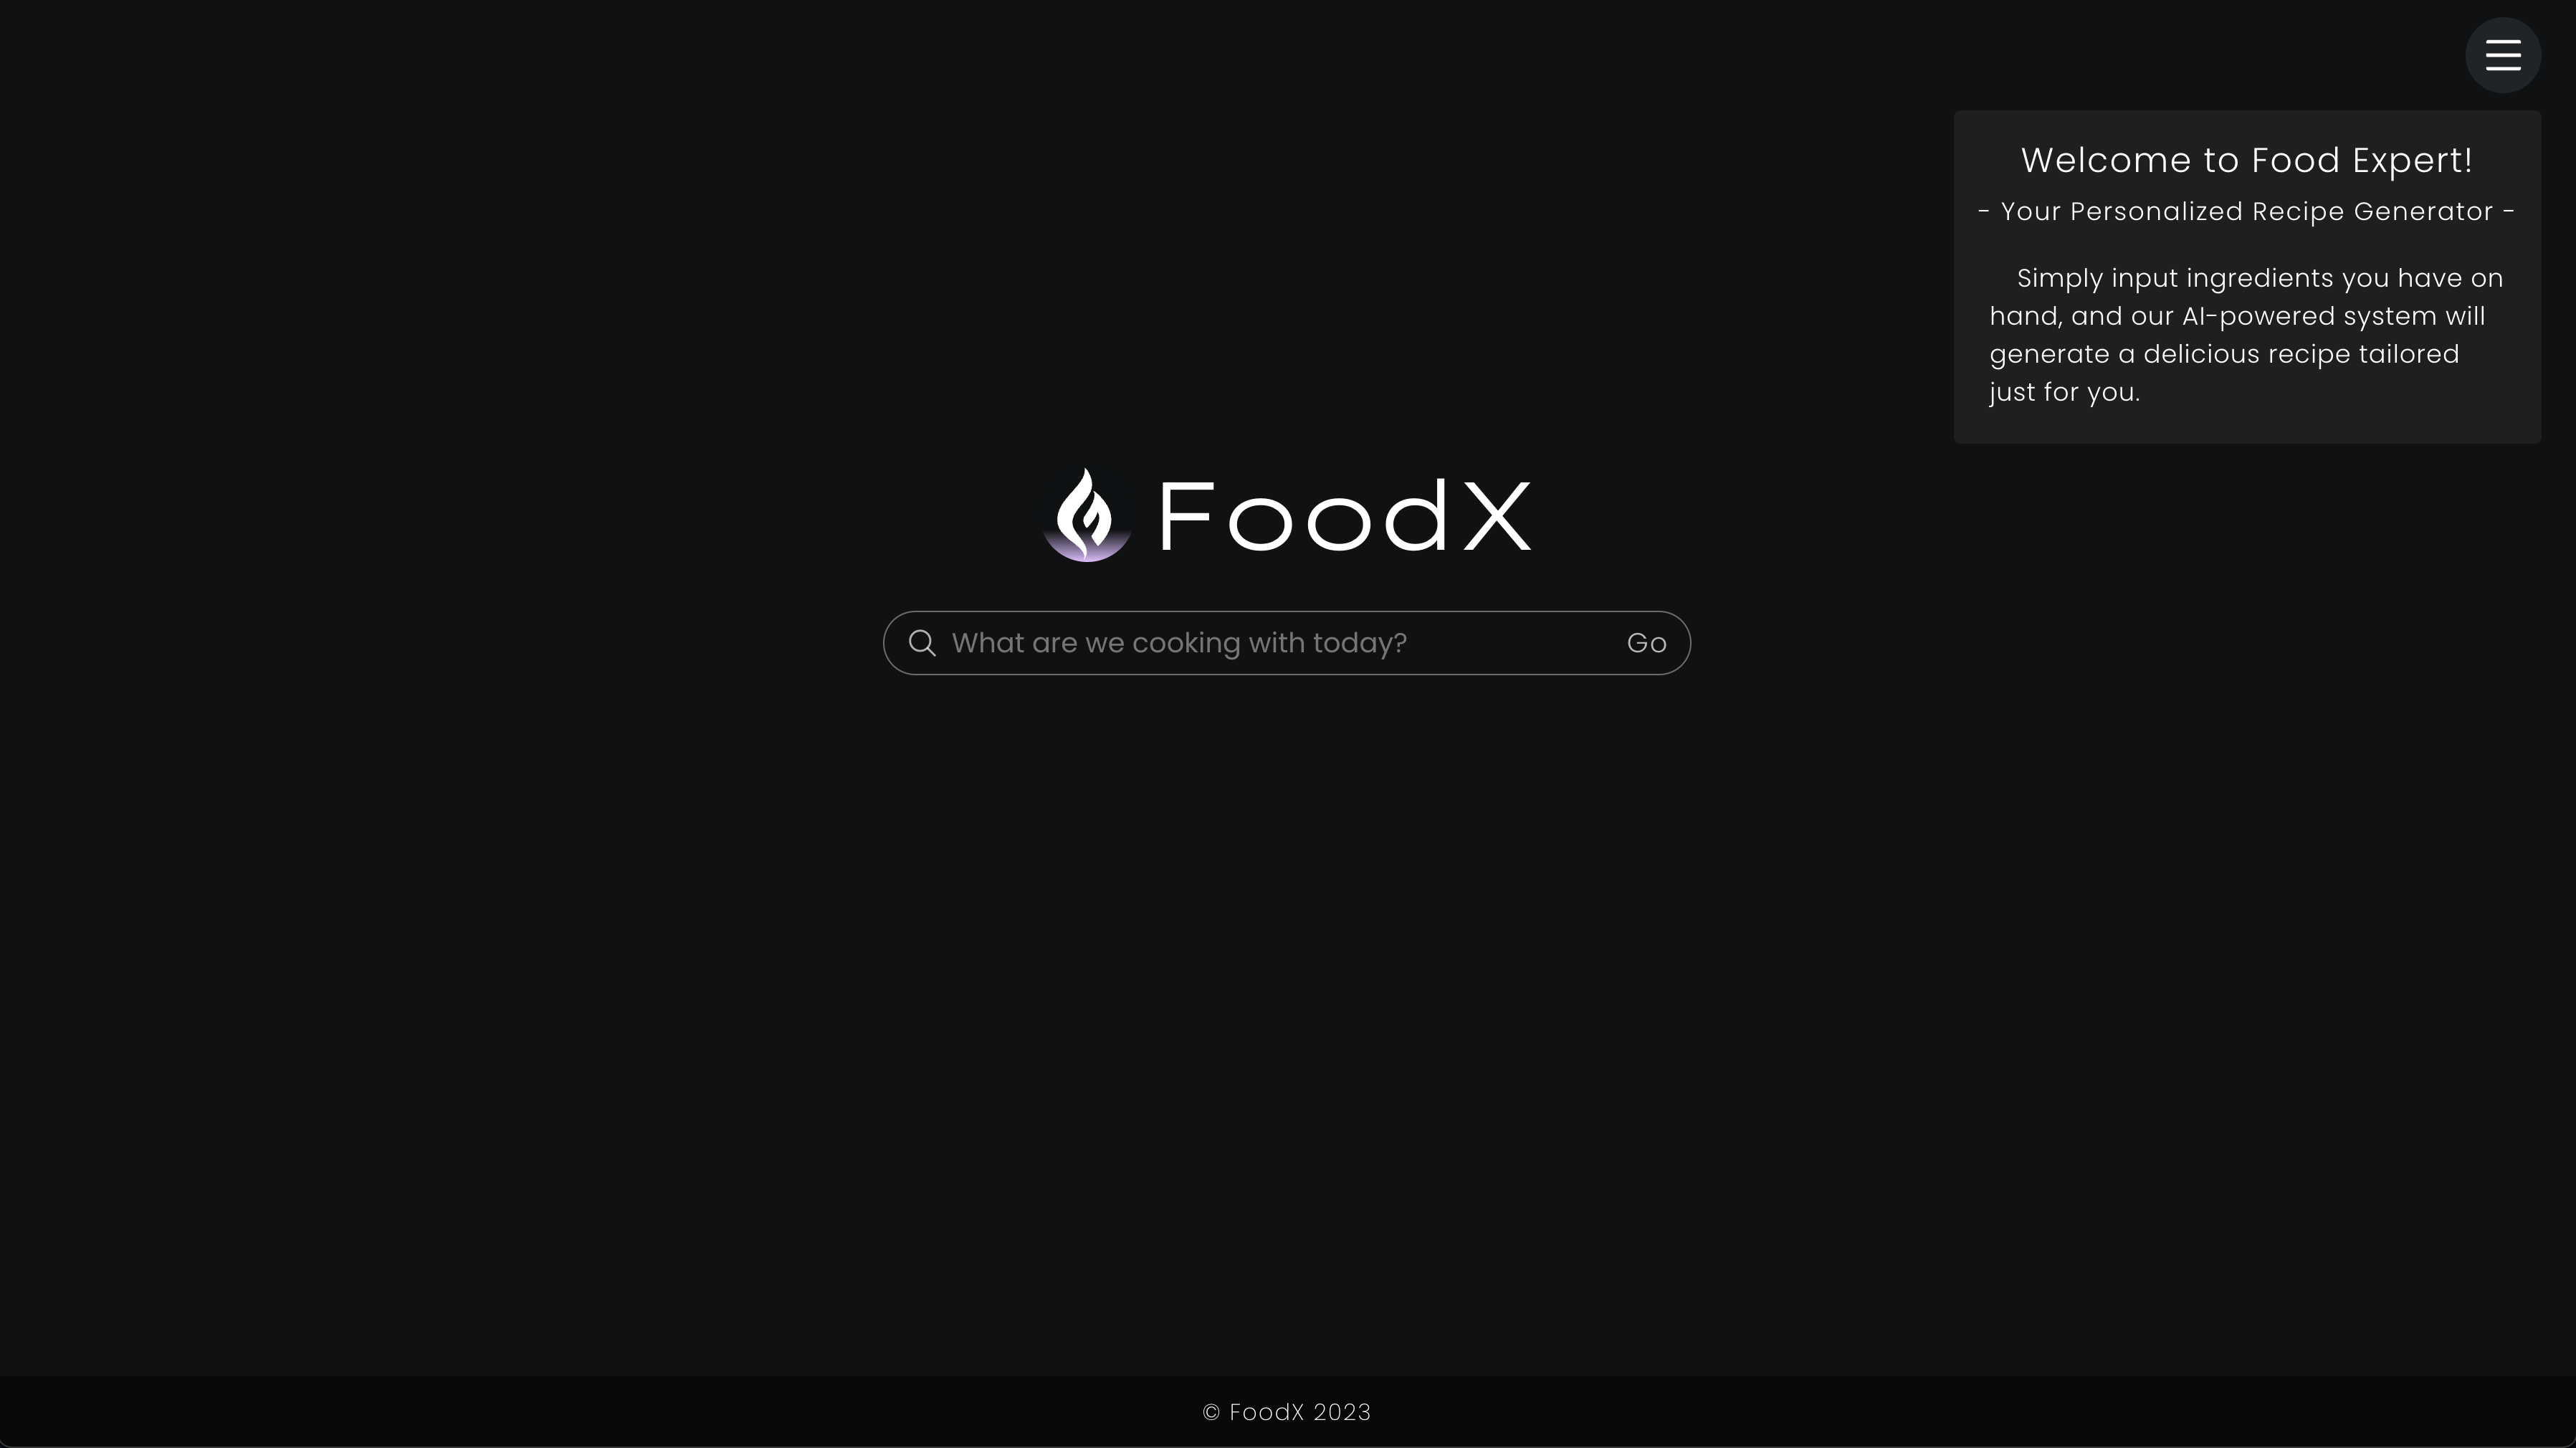 Welcome to Food Expert!
- Your Personalized Recipe Generator -
Simply input ingredients you have on
hand, and our AI-powered system will
generate a delicious recipe tailored
just for you.
FoodX
What are we cooking with today? Go
© FoodX 2023